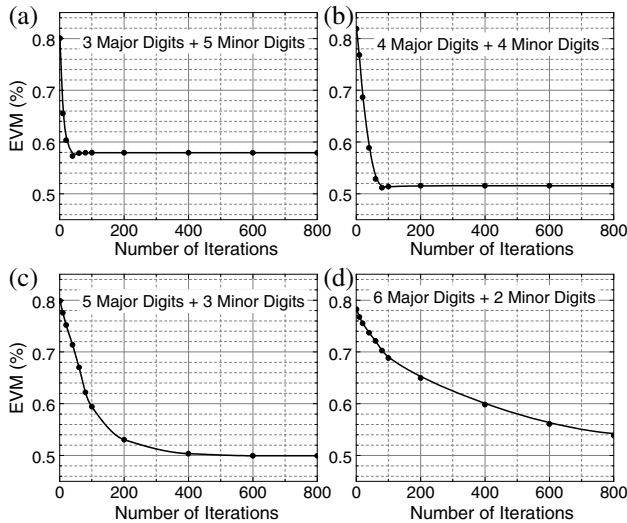 (a)
3 Major Digits + 5 Minor Digits
EVM (%)
0.8
0.7
0.6
0.5
0 200 400 600 800
Number of Iterations
(b)
4 Major Digits + 4 Minor Digits
0.8
0.7
0.6
0.5
0 200 400 600 800
Number of Iterations
(c)
5 Major Digits + 3 Minor Digits
EVM (%)
0.8
0.7
0.6
0.5
0 200 400 600 800
Number of Iterations
(d)
6 Major Digits + 2 Minor Digits
0.8
0.7
0.6
0.5
0 200 400 600 800
Number of Iterations